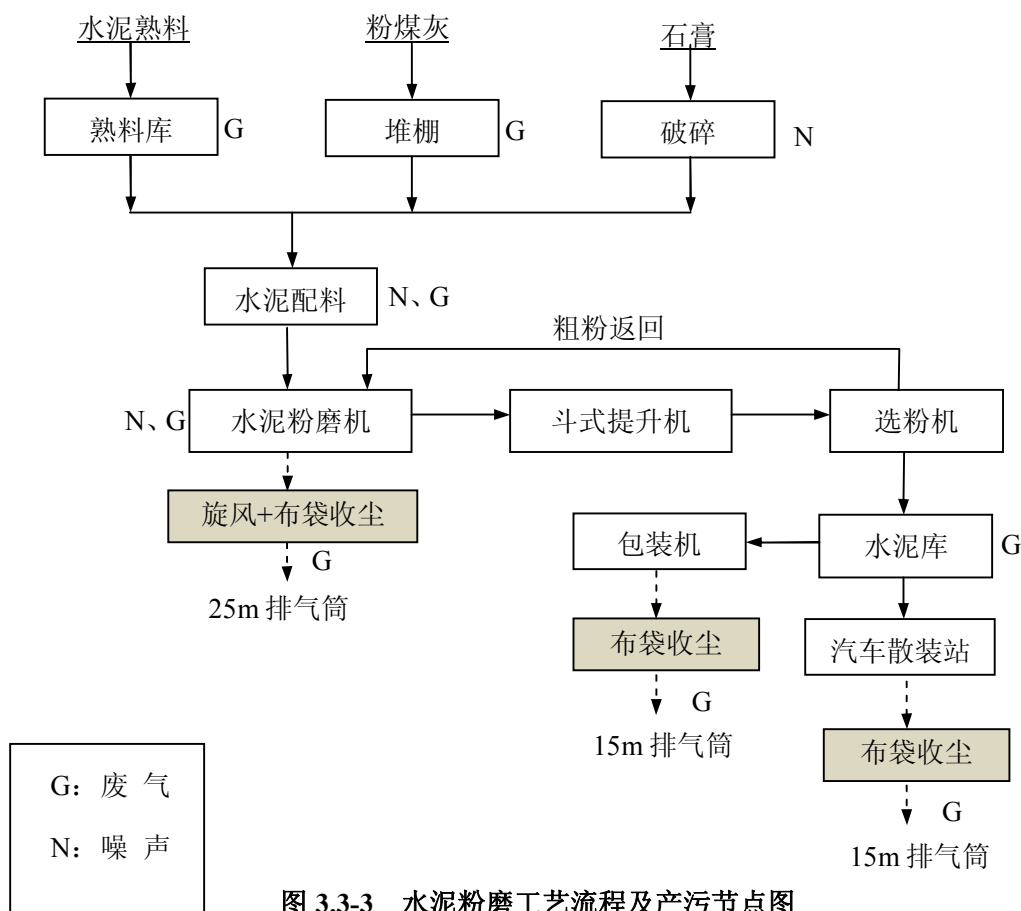 水泥熟料
粉煤灰
石膏
熟料库
G
堆棚
G
破碎
N
水泥配料
N、G
粗粉返回
N、G
水泥粉磨机
斗式提升机
选粉机
旋风+布袋收尘
G
25m 排气筒
包装机
水泥库
G
布袋收尘
G
15m 排气筒
汽车散装站
布袋收尘
G
15m 排气筒
G：废 气
N：噪 声
图 3.3-3 水泥粉磨工艺流程及产污节点图